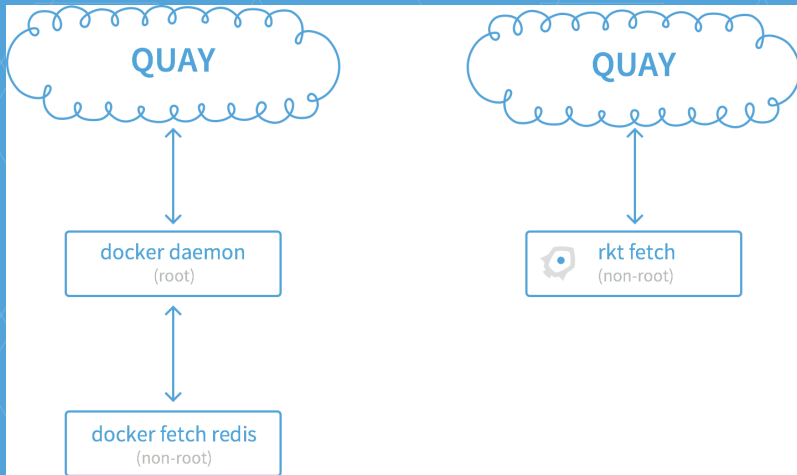 QUAY
docker daemon
(root)
docker fetch redis
(non-root)
QUAY
rkt fetch
(non-root)